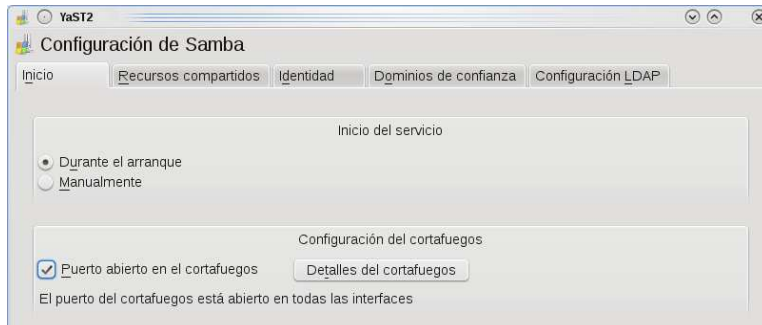 YaST2
Configuración de Samba
Inicio Recursos compartidos Identidad Dominios de confianza Configuración LDAP
Inicio del servicio
Durante el arranque
Manualmente
Configuración del cortafuegos
Puerto abierto en el cortafuegos Detalles del cortafuegos
El puerto del cortafuegos está abierto en todas las interfaces